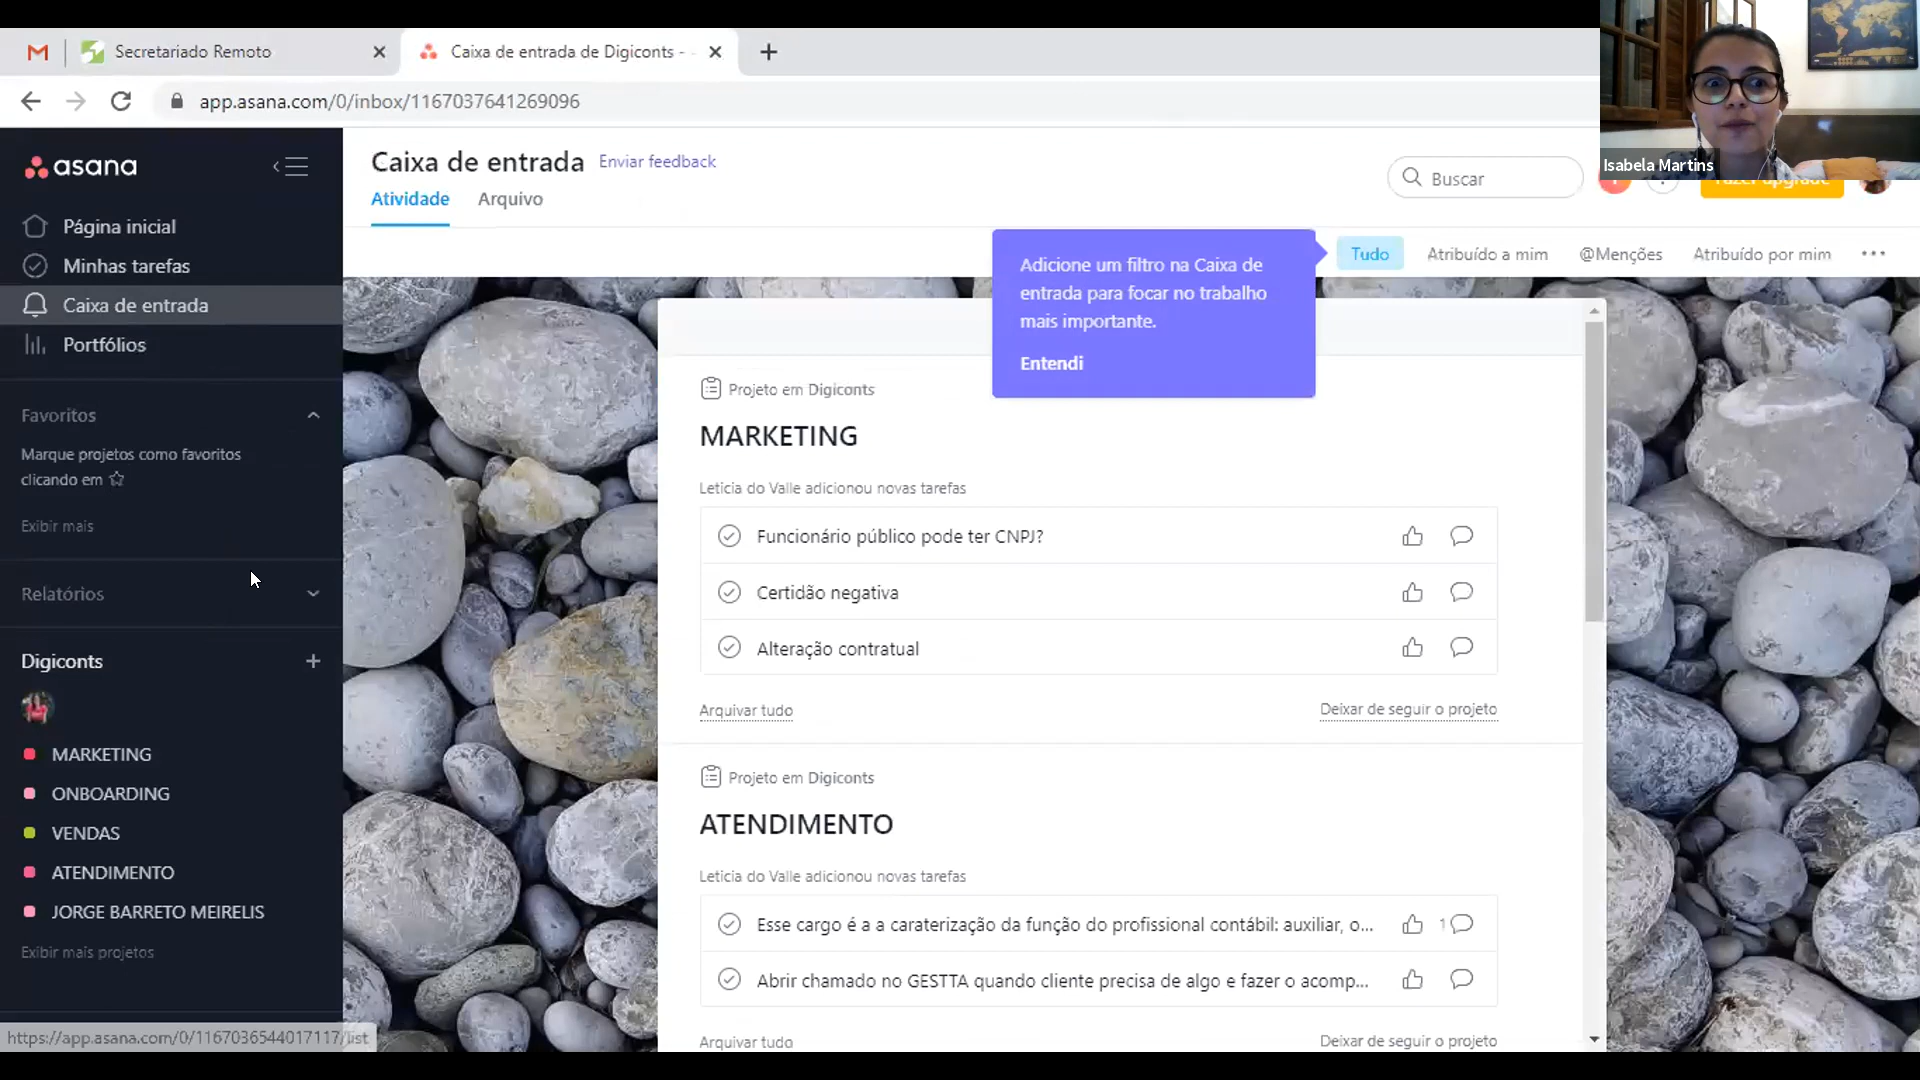 Secretariado Remoto
Caixa de entrada de Digiconts -
app.asana.com/0/inbox/1167037641269096
Isabela Martins
asana
Caixa de entrada
Enviar feedback
Buscar
Fazer upgrade
Atividade
Arquivo
Página inicial
Minhas tarefas
Caixa de entrada
Portfólios
Adicione um filtro na Caixa de
entrada para focar no trabalho
mais importante.
Entendi
Tudo
Atribuído a mim
@Menções
Atribuído por mim
Favoritos
Marque projetos como favoritos
clicando em
Exibir mais
Relatórios
Digiconts
MARKETING
ONBOARDING
VENDAS
ATENDIMENTO
JORGE BARRETO MEIRELIS
Exibir mais projetos
https://app.asana.com/0/1167036544017117/list
Projeto em Digiconts
MARKETING
Leticia do Valle adicionou novas tarefas
Funcionário público pode ter CNPJ?
Certidão negativa
Alteração contratual
Arquivar tudo
Deixar de seguir o projeto
Projeto em Digiconts
ATENDIMENTO
Leticia do Valle adicionou novas tarefas
Esse cargo é a a caraterização da função do profissional contábil: auxiliar, o...
1
Abrir chamado no GESTTA quando cliente precisa de algo e fazer o acomp...
Arquivar tudo
Deixar de seguir o projeto